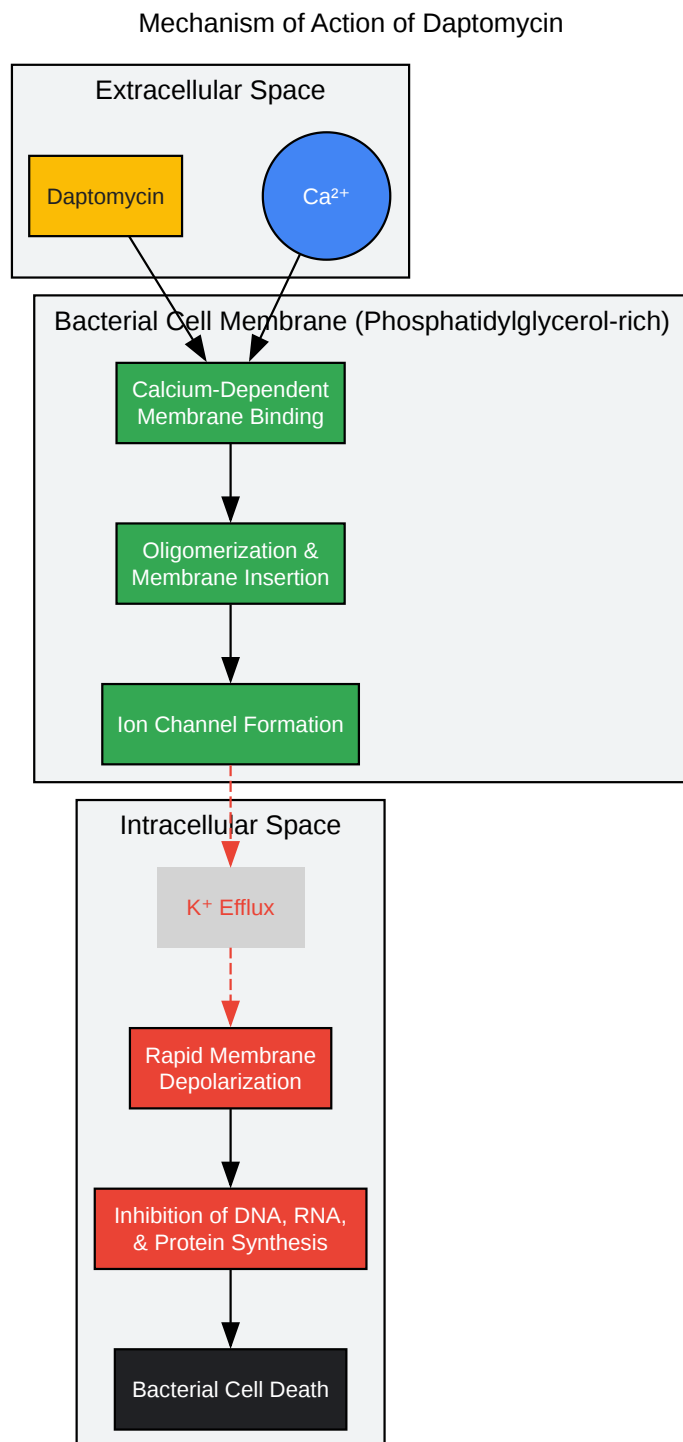 Mechanism of Action of Daptomycin
Extracellular Space
Daptomycin
Ca²⁺
Bacterial Cell Membrane (Phosphatidylglycerol-rich)
Calcium-Dependent
Membrane Binding
Oligomerization &
Membrane Insertion
Ion Channel Formation
Intracellular Space
K⁺ Efflux
Rapid Membrane
Depolarization
Inhibition of DNA, RNA,
& Protein Synthesis
Bacterial Cell Death